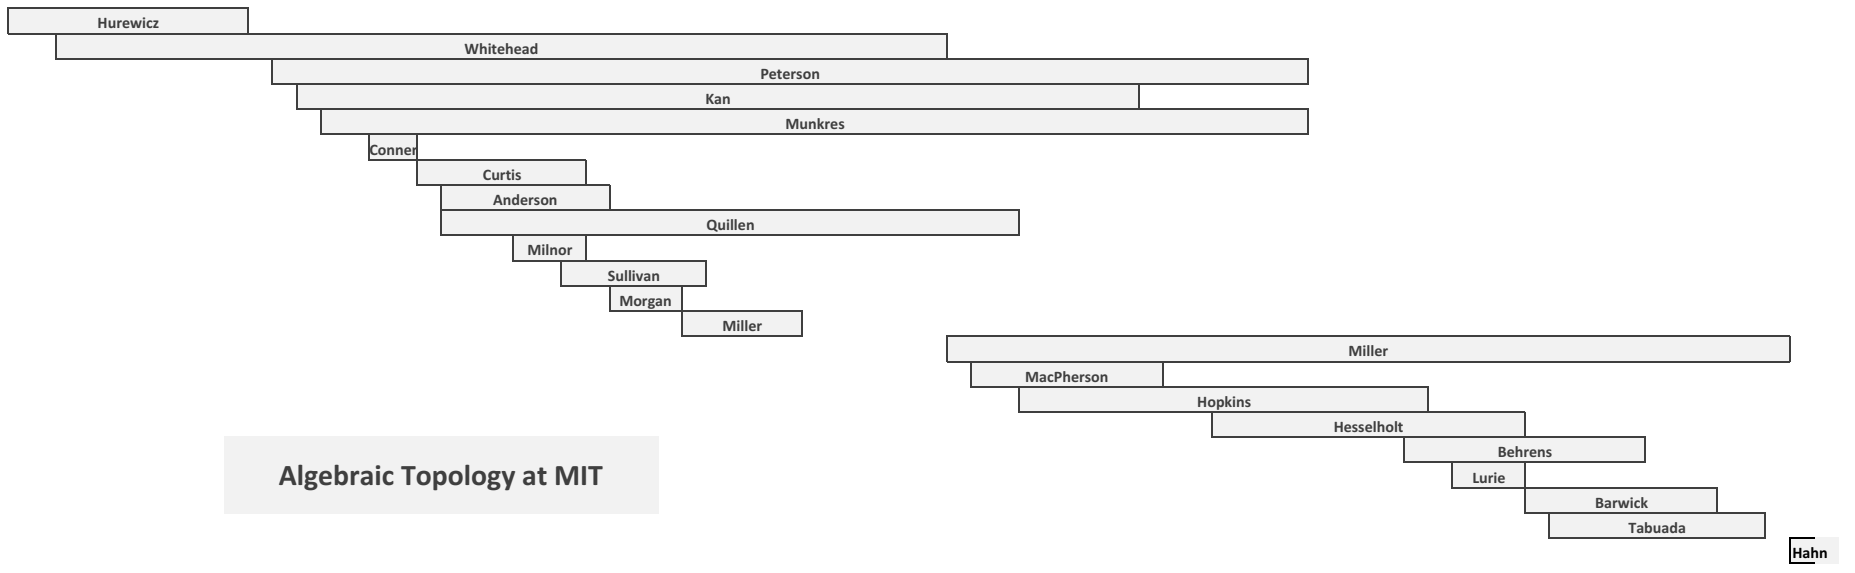 Hurewicz
Whitehead
Peterson
Kan
Munkres
Conner
Curtis
Anderson
Quillen
Milnor
Sullivan
Morgan
Miller
Miller
MacPherson
Hopkins
Hesselholt
Behrens
Algebraic Topology at MIT
Lurie
Barwick
Tabuada
Hahn